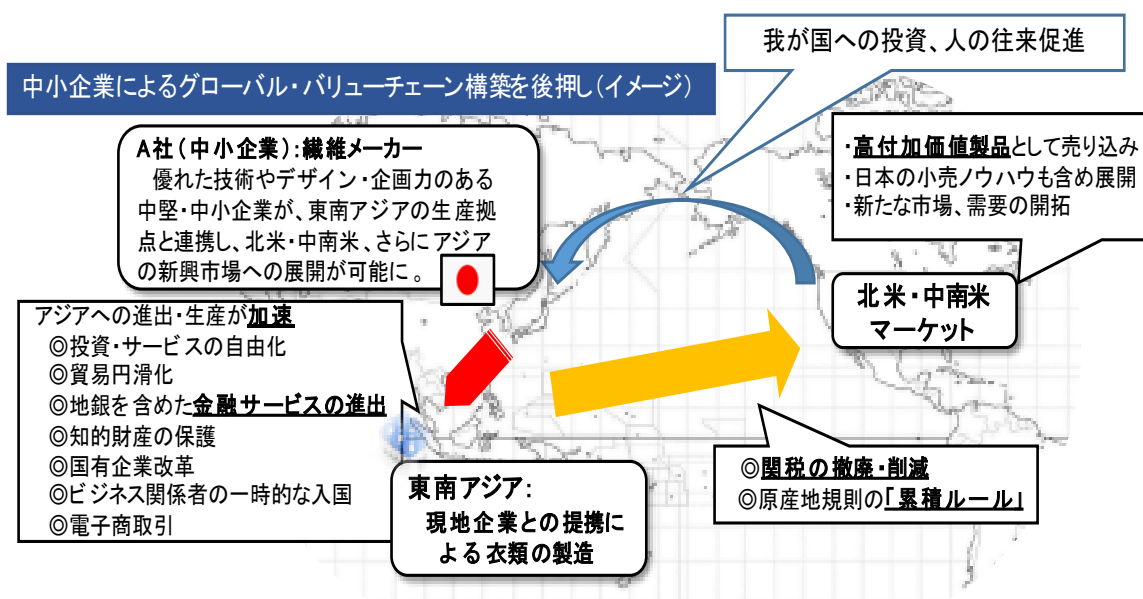 我が国への投資、人の往来促進
中小企業によるグローバル・バリューチェーン構築を後押し(イメージ)
A社(中小企業):繊維メーカー
優れた技術やデザイン・企画力のある
中堅・中小企業が、東南アジアの生産拠
点と連携し、北米・中南米、さらにアジア
の新興市場への展開が可能に。
・高付加価値製品として売り込み
・日本の小売ノウハウも含め展開
・新たな市場、需要の開拓
北米・中南米
マーケット
アジアへの進出・生産が加速
◎投資・サービスの自由化
◎貿易円滑化
◎地銀を含めた金融サービスの進出
◎知的財産の保護
◎国有企業改革
◎ビジネス関係者の一時的な入国
◎電子商取引
東南アジア:
現地企業との提携に
よる衣類の製造
◎関税の撤廃・削減
◎原産地規則の「累積ルール」